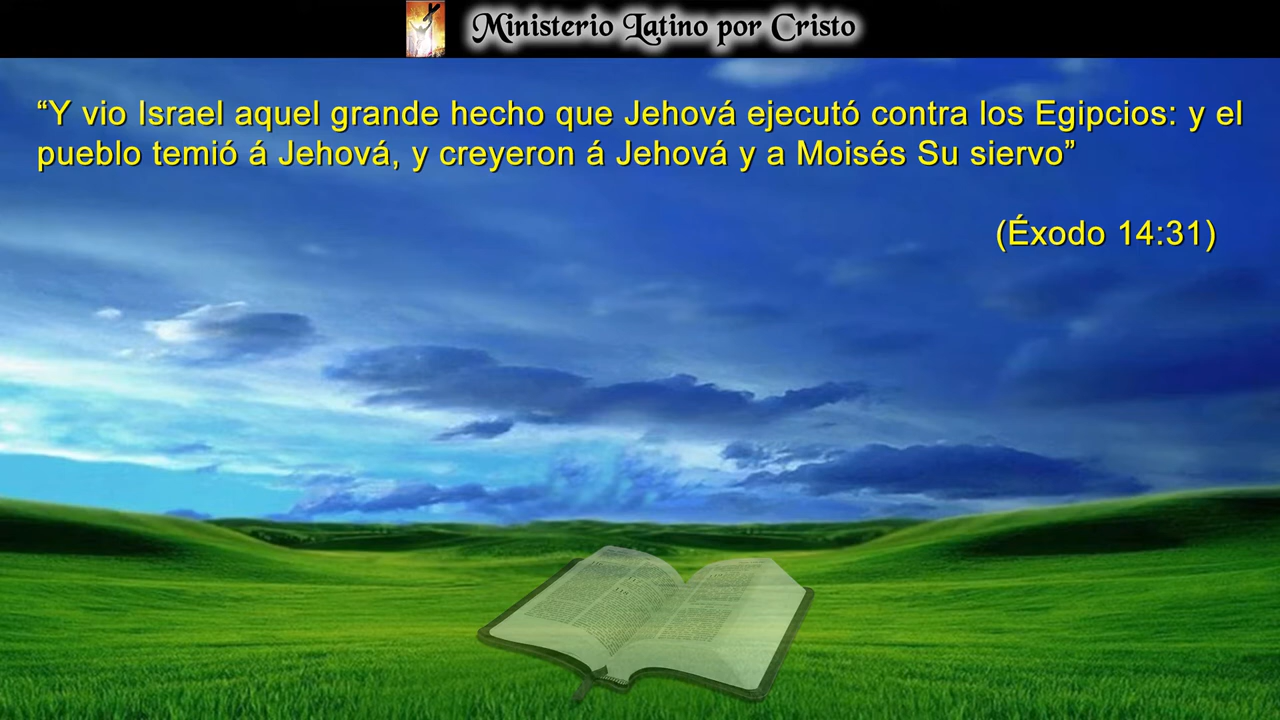 Ministerio Latino por Cristo
“Y vio Israel aquel grande hecho que Jehová ejecutó contra los Egipcios: y el
pueblo temió á Jehová, y creyeron á Jehová y a Moisés Su siervo”
(Éxodo 14:31)